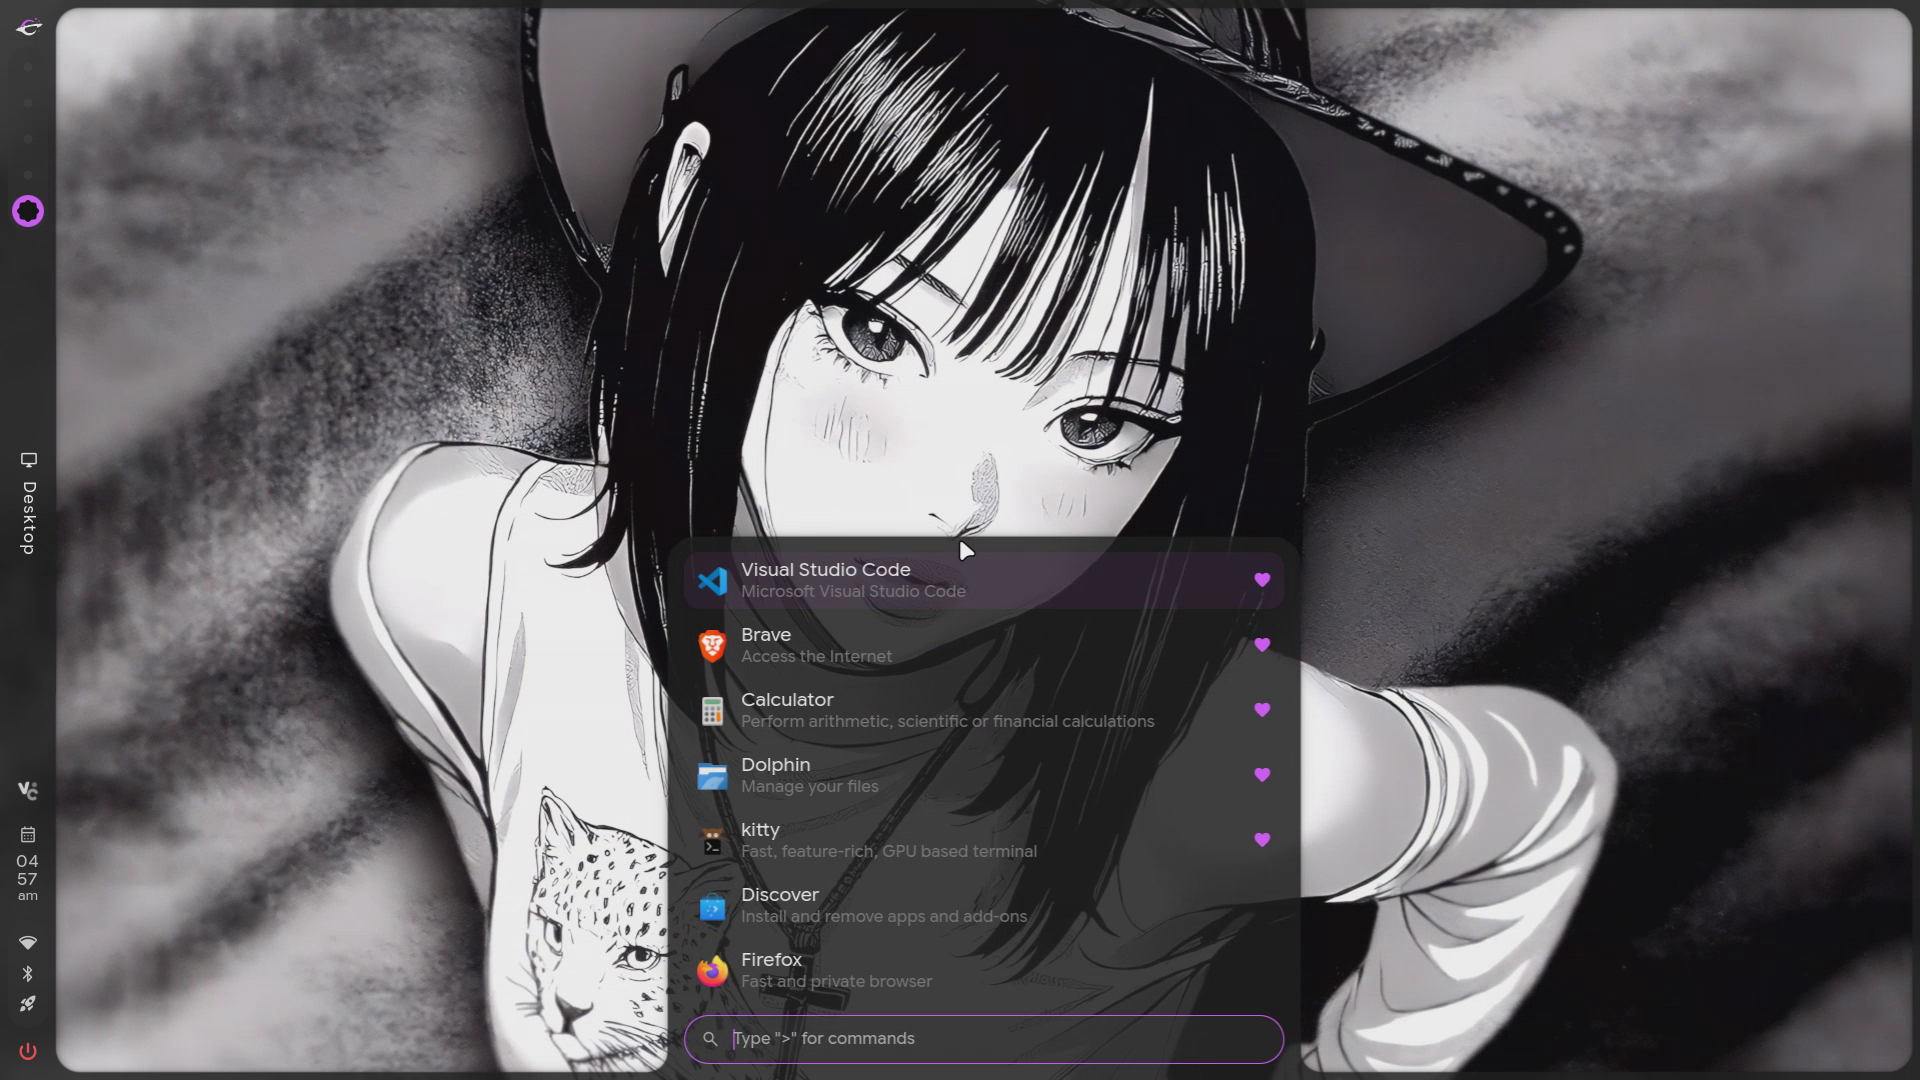 Desktop
04
57
am
Visual Studio Code
Microsoft Visual Studio Code
Brave
Access the Internet
Calculator
Perform arithmetic, scientific or financial calculations
Dolphin
Manage your files
kitty
Fast, feature-rich, GPU based terminal
Discover
Install and remove apps and add-ons
Firefox
Fast and private browser
Type ">" for commands